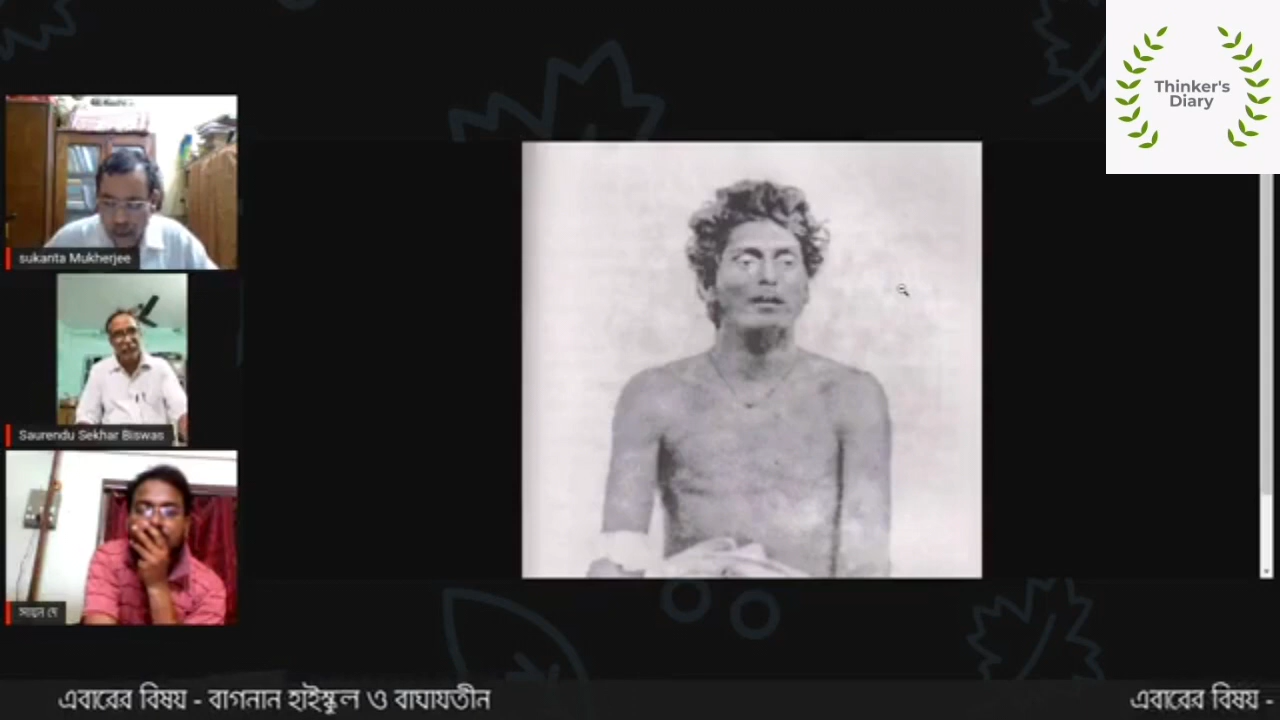 Thinker's
Diary
sukanta Mukherjee
Saurendu Sekhar Biswas
সায়ন দে
এবারের বিষয় - বাগনান হাইস্কুল ও বাঘাযতীন
এবারের বিষয় -